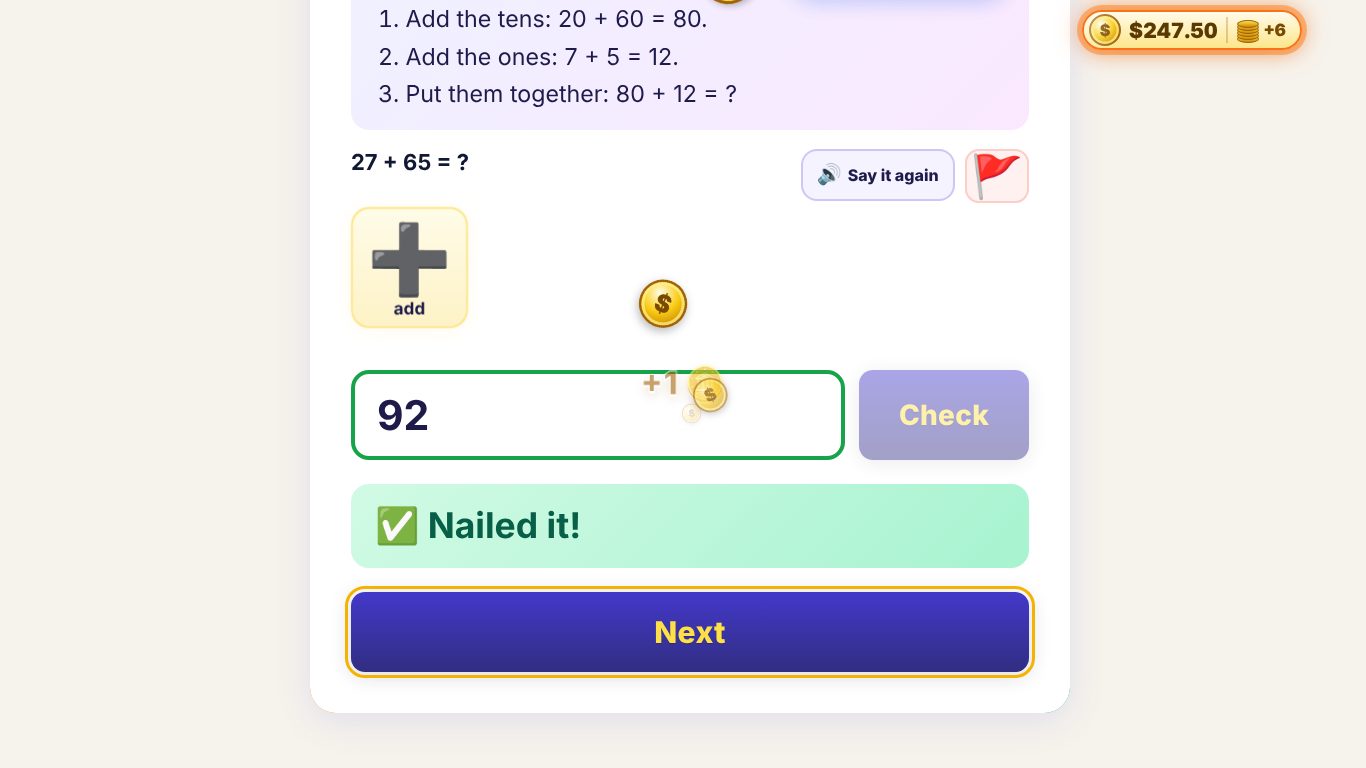 1. Add the tens: 20 + 60 = 80.
2. Add the ones: 7 + 5 = 12.
3. Put them together: 80 + 12 = ?
$ $247.50 +6
27 + 65 = ?
Say it again
add
$
+1
$
$
92
Check
Nailed it!
Next